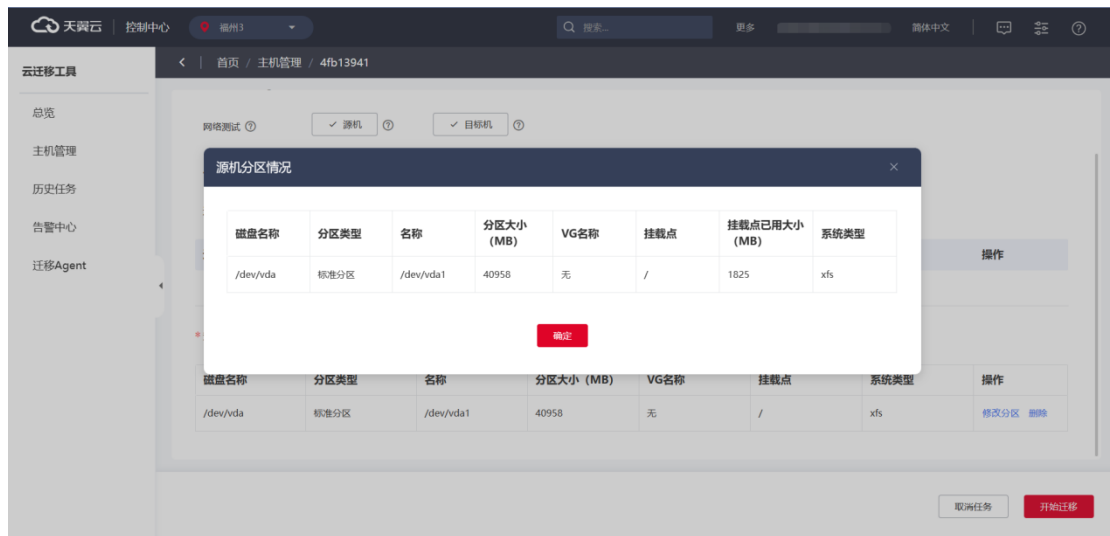 天翼云 控制中心 福州3 搜索... 更多 简体中文
云迁移工具
首页 / 主机管理 / 4fb13941
总览
主机管理
历史任务
告警中心
迁移Agent
网络测试 源机 目标机
源机分区情况
磁盘名称 分区类型 名称 分区大小（MB） VG名称 挂载点 挂载点已用大小（MB） 系统类型
/dev/vda 标准分区 /dev/vda1 40958 无 / 1825 xfs
确定
操作
磁盘名称 分区类型 名称 分区大小（MB） VG名称 挂载点 系统类型 操作
/dev/vda 标准分区 /dev/vda1 40958 无 / xfs 修改分区 删除
取消任务 开始迁移